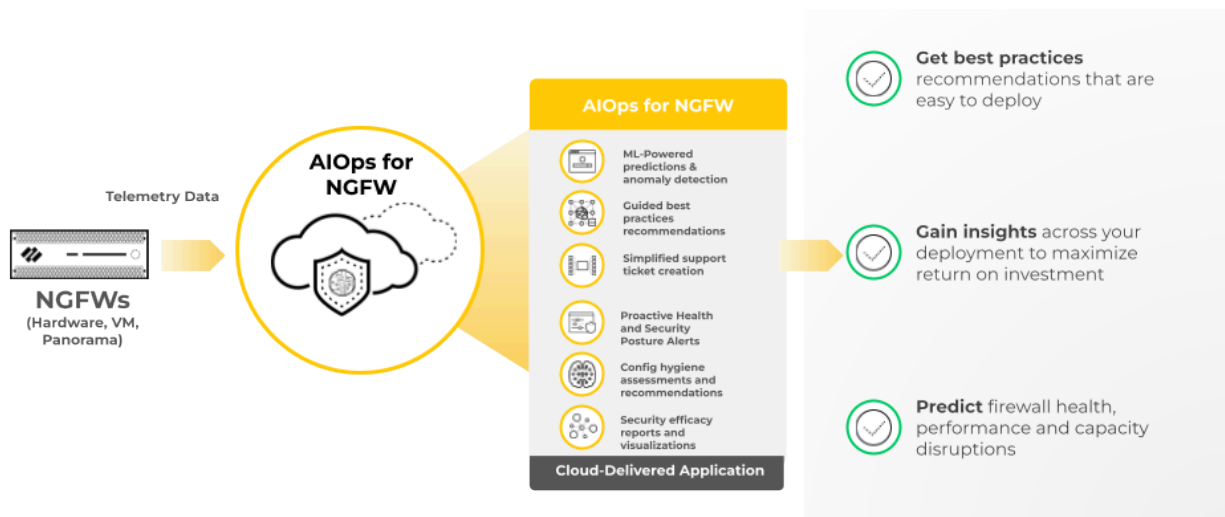 Telemetry Data
NGFWs
(Hardware, VM,
Panorama)
AIOps for
NGFW
AIOps for NGFW
ML-Powered
predictions &
anomaly detection
Guided best
practices
recommendations
Simplified support
ticket creation
Proactive Health
and Security
Posture Alerts
Config hygiene
assessments and
recommendations
Security efficacy
reports and
visualizations
Cloud-Delivered Application
Get best practices
recommendations that are
easy to deploy
Gain insights across your
deployment to maximize
return on investment
Predict firewall health,
performance and capacity
disruptions